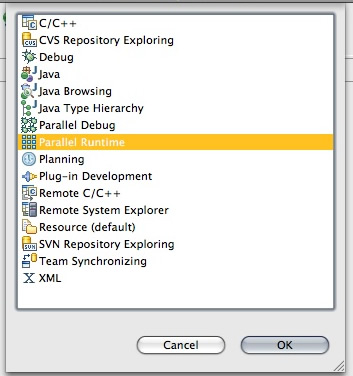 C/C++
CVS Repository Exploring
Debug
Java
Java Browsing
Java Type Hierarchy
Parallel Debug
Parallel Runtime
Planning
Plug-in Development
Remote C/C++
Remote System Explorer
Resource (default)
SVN Repository Exploring
Team Synchronizing
XML
Cancel OK